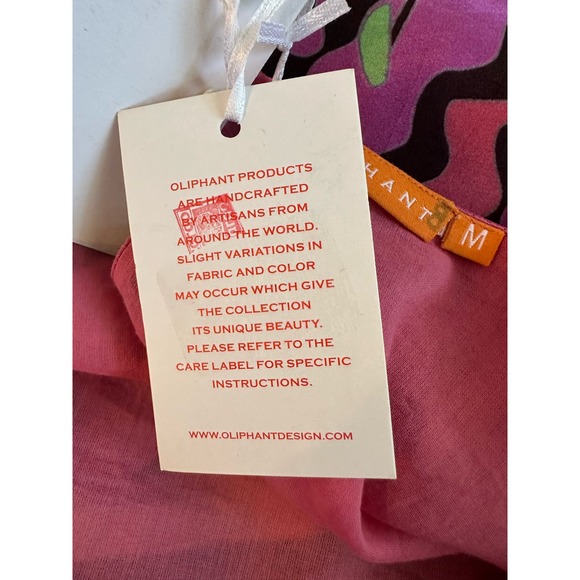 OLIPHANT PRODUCTS
ARE HANDCRAFTED
BY ARTISANS FROM
AROUND THE WORLD.
SLIGHT VARIATIONS IN
FABRIC AND COLOR
MAY OCCUR WHICH GIVE
THE COLLECTION
ITS UNIQUE BEAUTY.
PLEASE REFER TO THE
CARE LABEL FOR SPECIFIC
INSTRUCTIONS.
WWW.OLIPHANTDESIGN.COM
PHANT
M